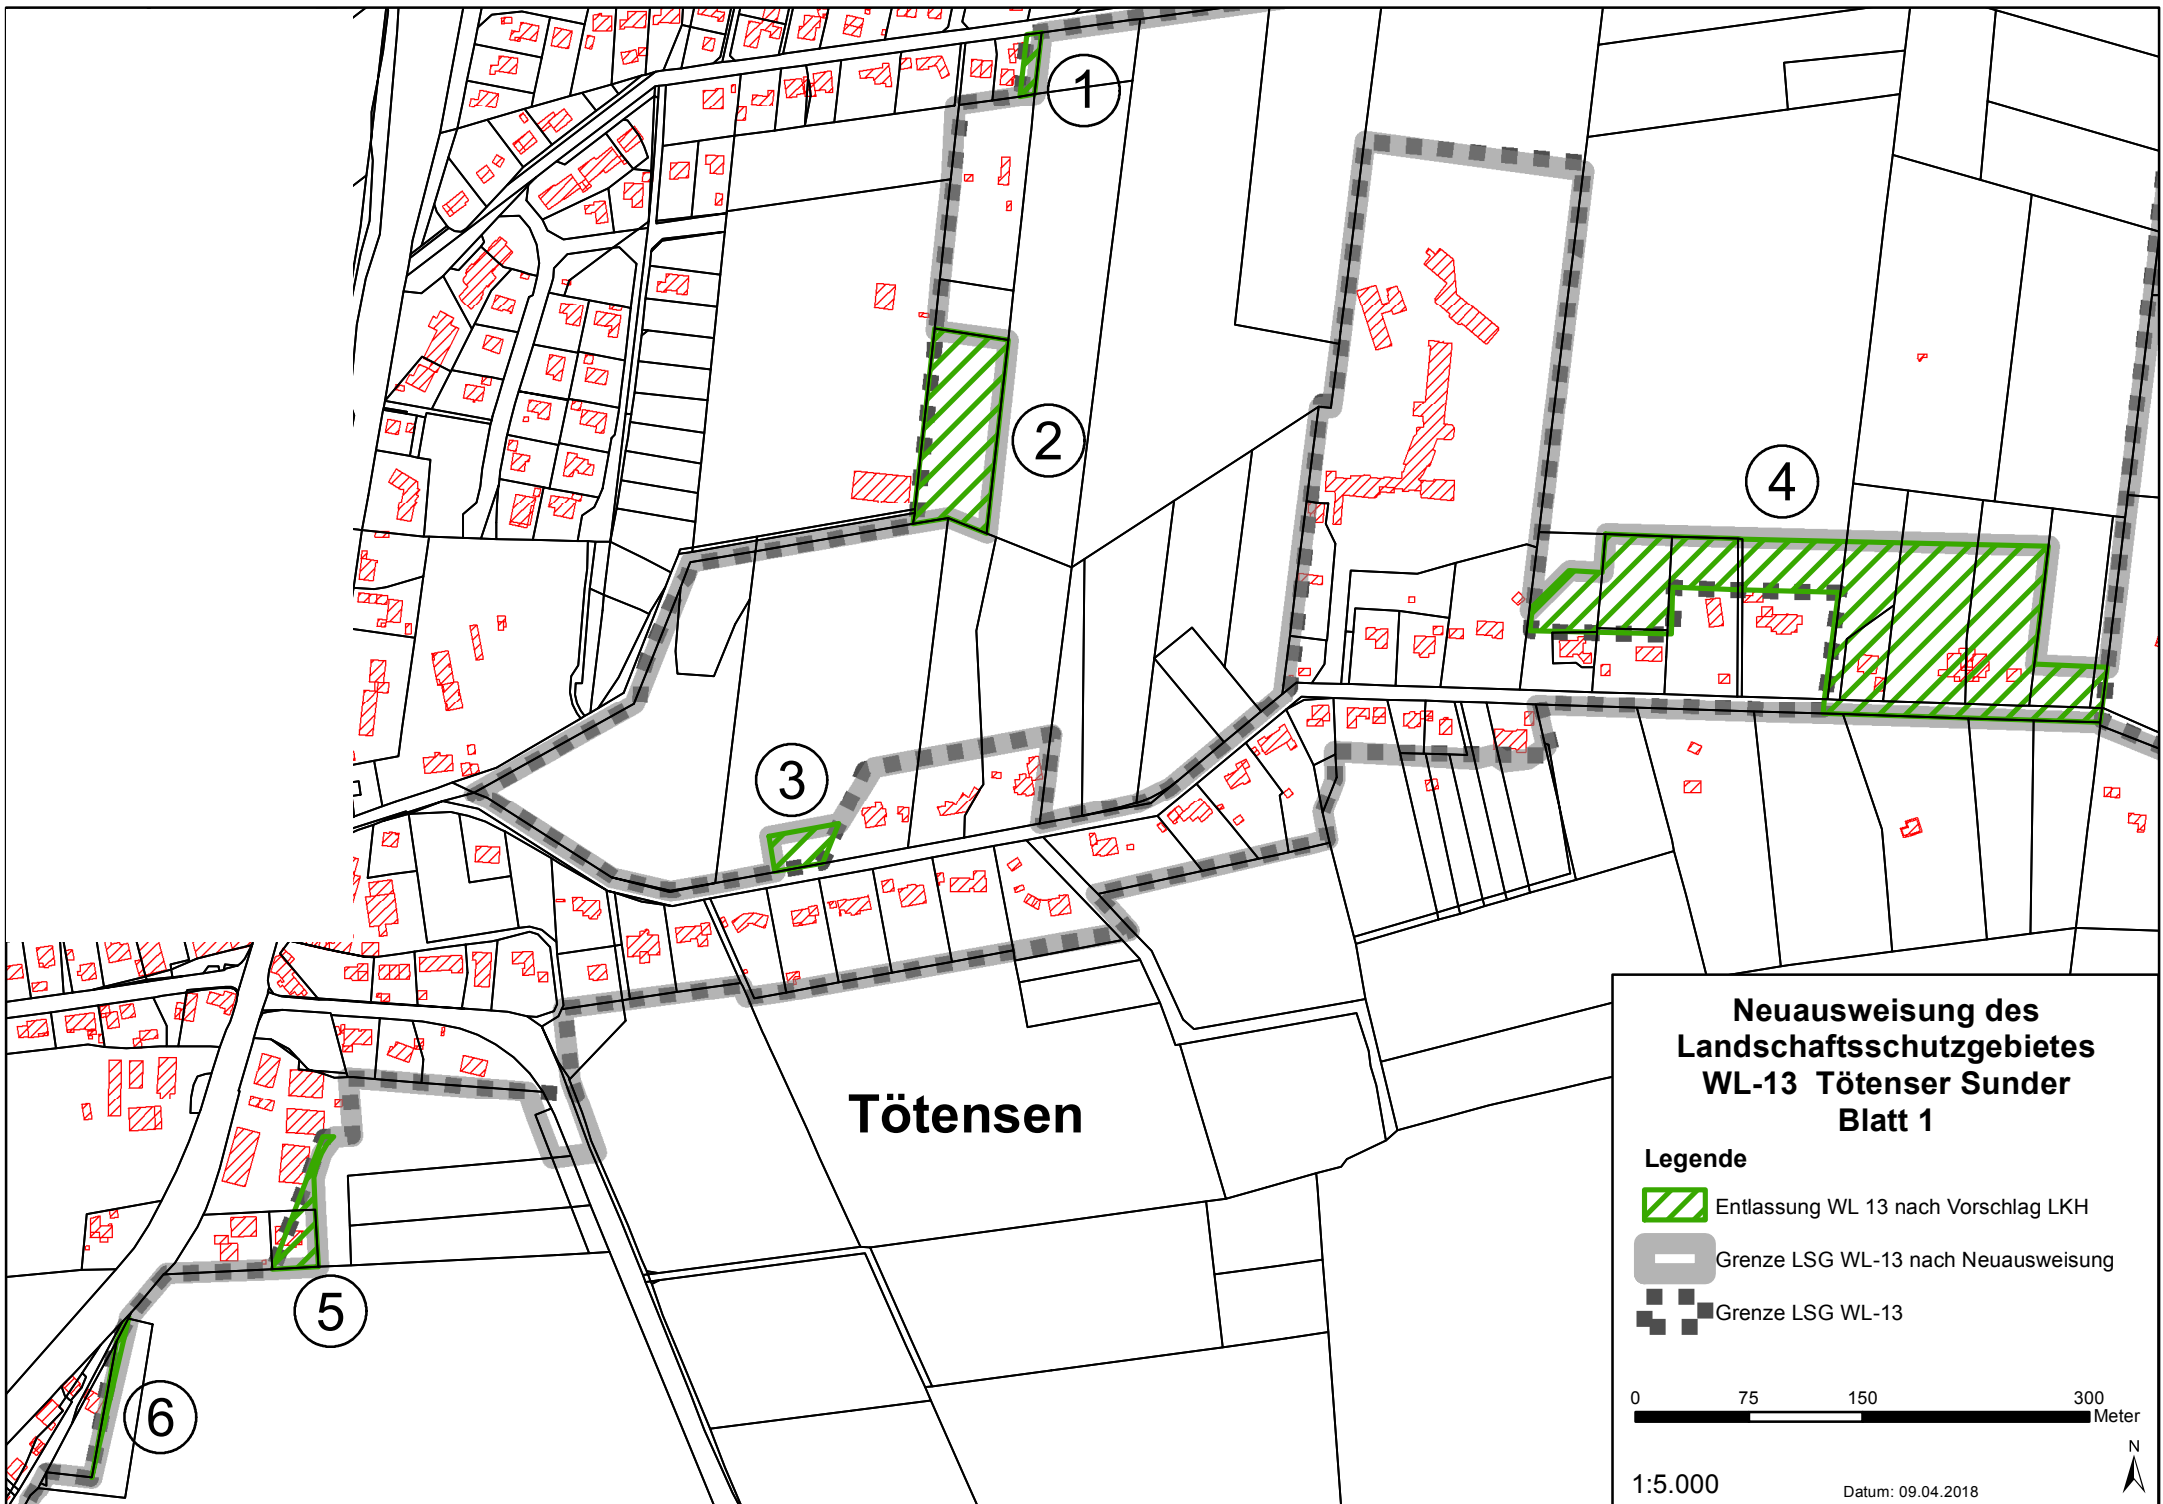 1
2
4
3
Tötensen
5
6
Neuausweisung des
Landschaftsschutzgebietes
WL-13 Tötenser Sunder
Blatt 1
Legende
Entlassung WL 13 nach Vorschlag LKH
Grenze LSG WL-13 nach Neuausweisung
Grenze LSG WL-13
0 75 150 300
Meter
N
1:5.000
Datum: 09.04.2018